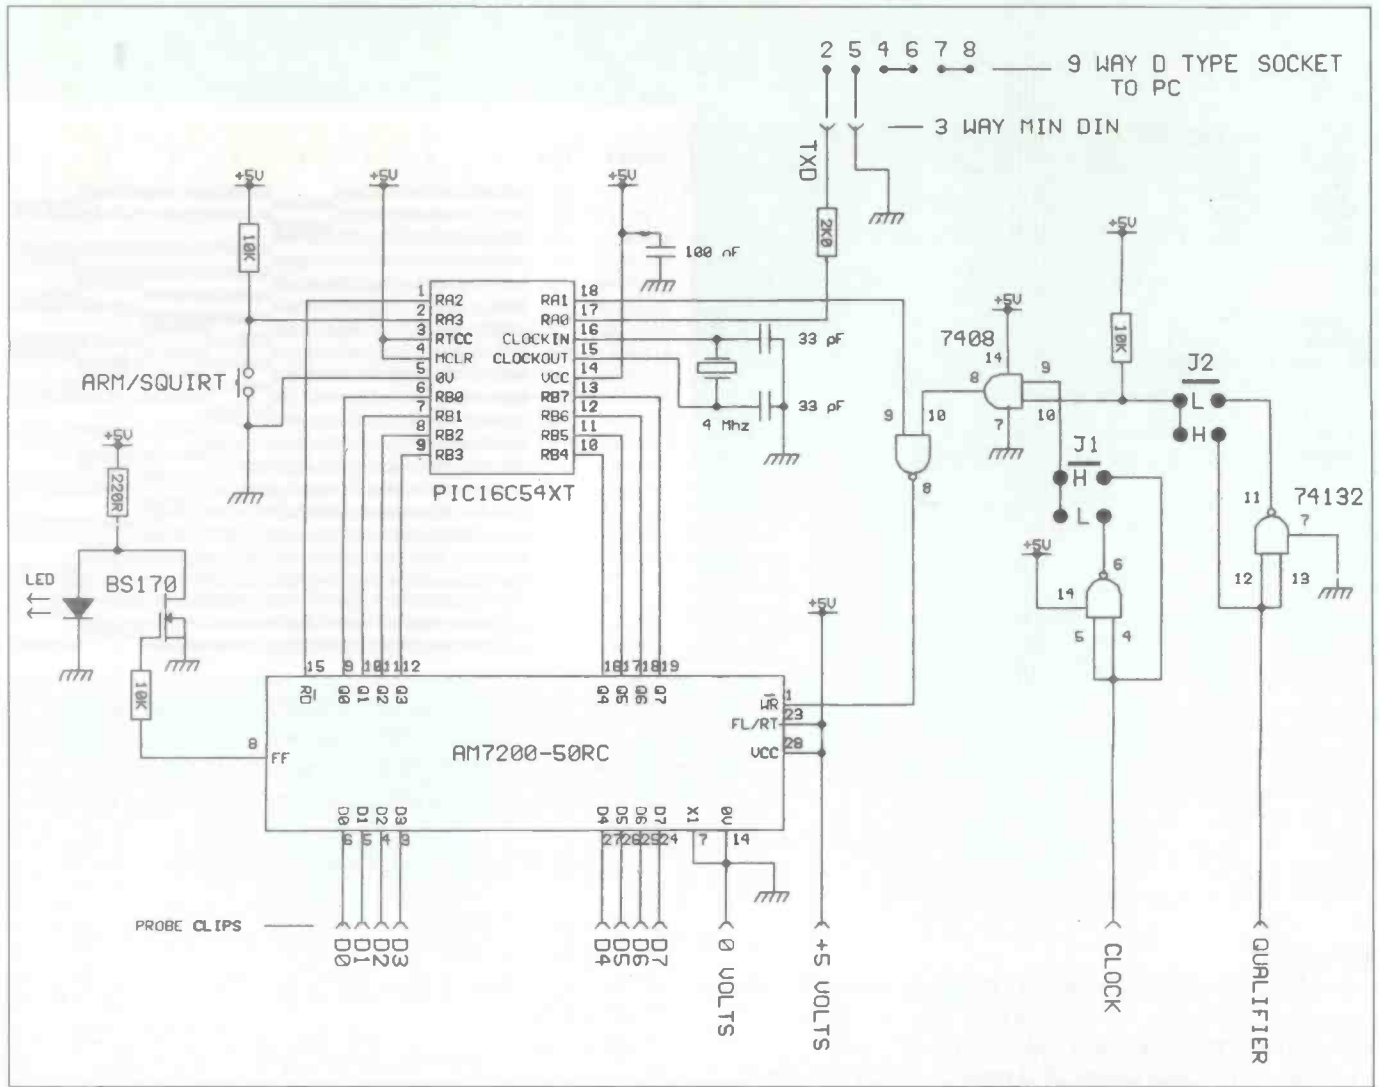 2 5 4 6 7 8
9 WAY D TYPE SOCKET
TO PC
3 WAY MIN DIN
TXD
+5V
+5V
+5V
10K
2K0
100 nF
+5V
1 RA2 RA1 18
2 RA3 RA0 17
3 RTCC CLOCKIN 16
4 MCLR CLOCKOUT 15
5 0V VCC 14
6 RB0 RB7 13
7 RB1 RB6 12
8 RB2 RB5 11
9 RB3 RB4 10
PIC16C54XT
ARM/SQUIRT
33 pF
33 pF
4 Mhz
+5V
7408
14
9
8
10
7
10K
J2
L
H
9 10
8
J1
H
L
11
74132
7
12 13
+5V
220R
LED
BS170
10K
+5V
14
6
5 4
+5V
15 9 10 11 12 16 17 18 19
RD Q0 Q1 Q2 Q3 Q4 Q5 Q6 Q7
WR 1
FL/RT 23
VCC 28
8 FF
AM7200-50RC
D0 D1 D2 D3 D4 D5 D6 D7 X1 0V
6 5 4 3 27 26 25 24 7 14
PROBE CLIPS
D0 D1 D2 D3 D4 D5 D6 D7
0 VOLTS
+5 VOLTS
CLOCK
QUALIFIER